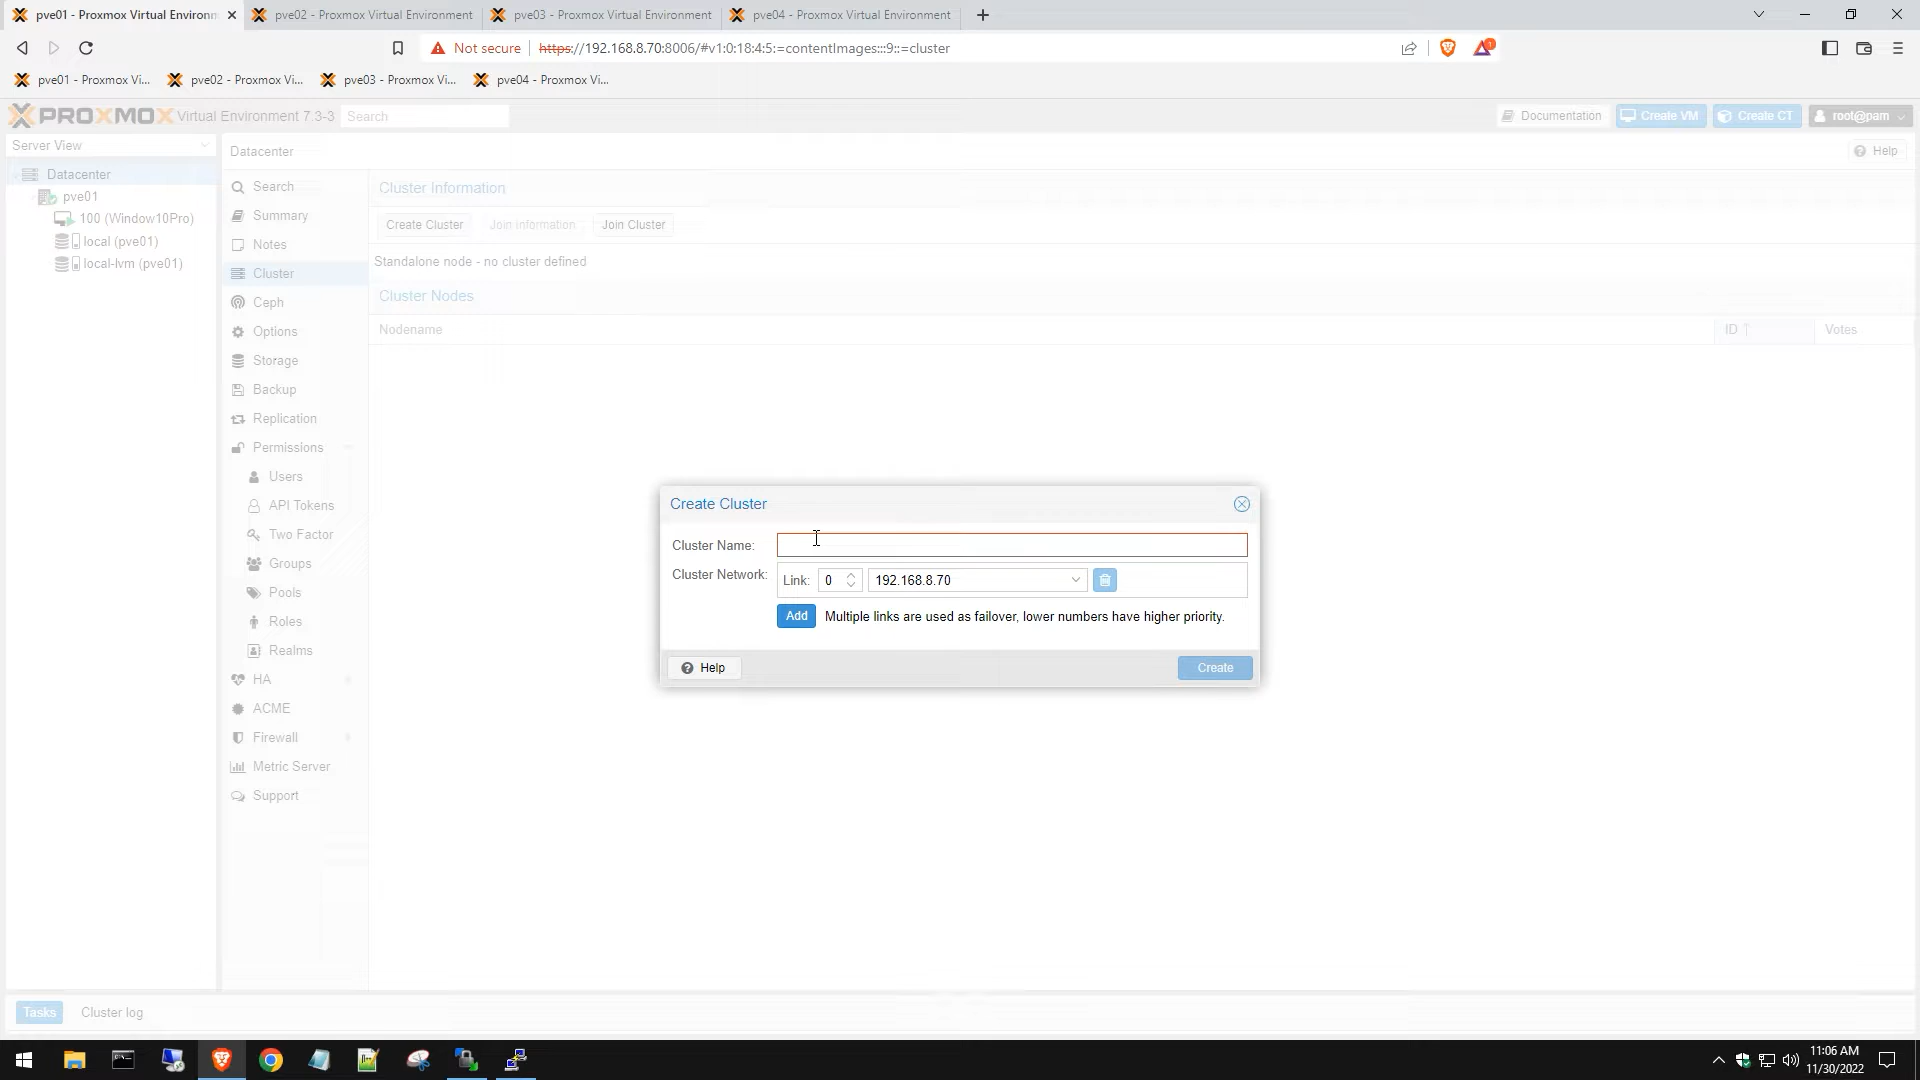 pve01 - Proxmox Virtual Environm
pve02 - Proxmox Virtual Environment
pve03 - Proxmox Virtual Environment
pve04 - Proxmox Virtual Environment
Not secure
https://192.168.8.70:8006/#v1:0:18:4:5:=contentImages:::9::=cluster
1
pve01 - Proxmox Vi...
pve02 - Proxmox Vi...
pve03 - Proxmox Vi...
pve04 - Proxmox Vi...
PROXMOX Virtual Environment 7.3-3
Search
Documentation
Create VM
Create CT
root@pam
Server View
Datacenter
pve01
100 (Window10Pro)
local (pve01)
local-lvm (pve01)
Datacenter
Help
Search
Summary
Notes
Cluster
Ceph
Options
Storage
Backup
Replication
Permissions
Users
API Tokens
Two Factor
Groups
Pools
Roles
Realms
HA
ACME
Firewall
Metric Server
Support
Cluster Information
Create Cluster
Join Information
Join Cluster
Standalone node - no cluster defined
Cluster Nodes
Nodename
ID
Votes
Create Cluster
Cluster Name:
Cluster Network:
Link: 0 192.168.8.70
Add
Multiple links are used as failover, lower numbers have higher priority.
Help
Create
Tasks
Cluster log
11:06 AM
11/30/2022